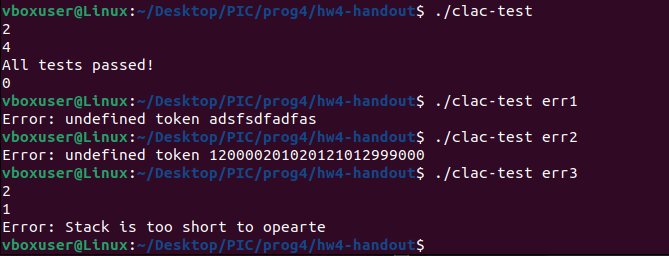 vboxuser@Linux:~/Desktop/PIC/prog4/hw4-handout$ ./clac-test
2
4
All tests passed!
0
vboxuser@Linux:~/Desktop/PIC/prog4/hw4-handout$ ./clac-test err1
Error: undefined token adsfsdfadfas
vboxuser@Linux:~/Desktop/PIC/prog4/hw4-handout$ ./clac-test err2
Error: undefined token 120000201020121012999000
vboxuser@Linux:~/Desktop/PIC/prog4/hw4-handout$ ./clac-test err3
2
1
Error: Stack is too short to opearte
vboxuser@Linux:~/Desktop/PIC/prog4/hw4-handout$